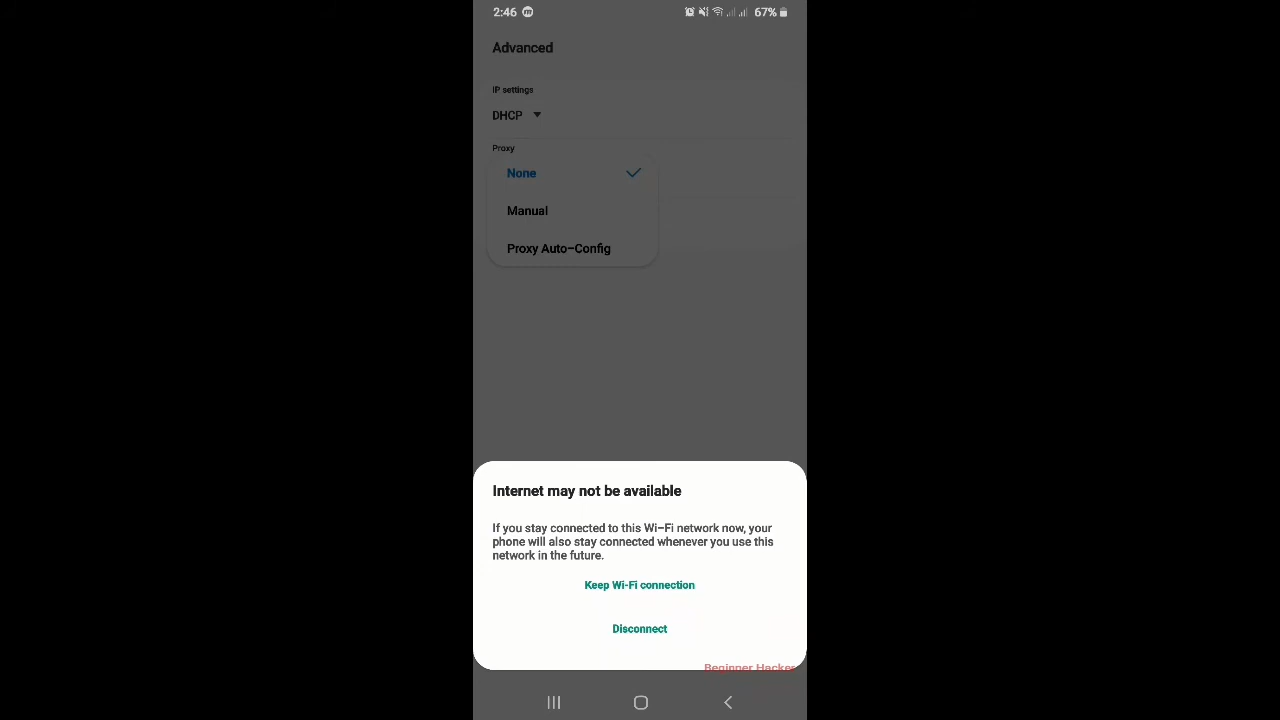 2:46
67%
Advanced
IP settings
DHCP
Proxy
None
Manual
Proxy Auto-Config
Internet may not be available
If you stay connected to this Wi-Fi network now, your
phone will also stay connected whenever you use this
network in the future.
Keep Wi-Fi connection
Disconnect
Beginner Hacker